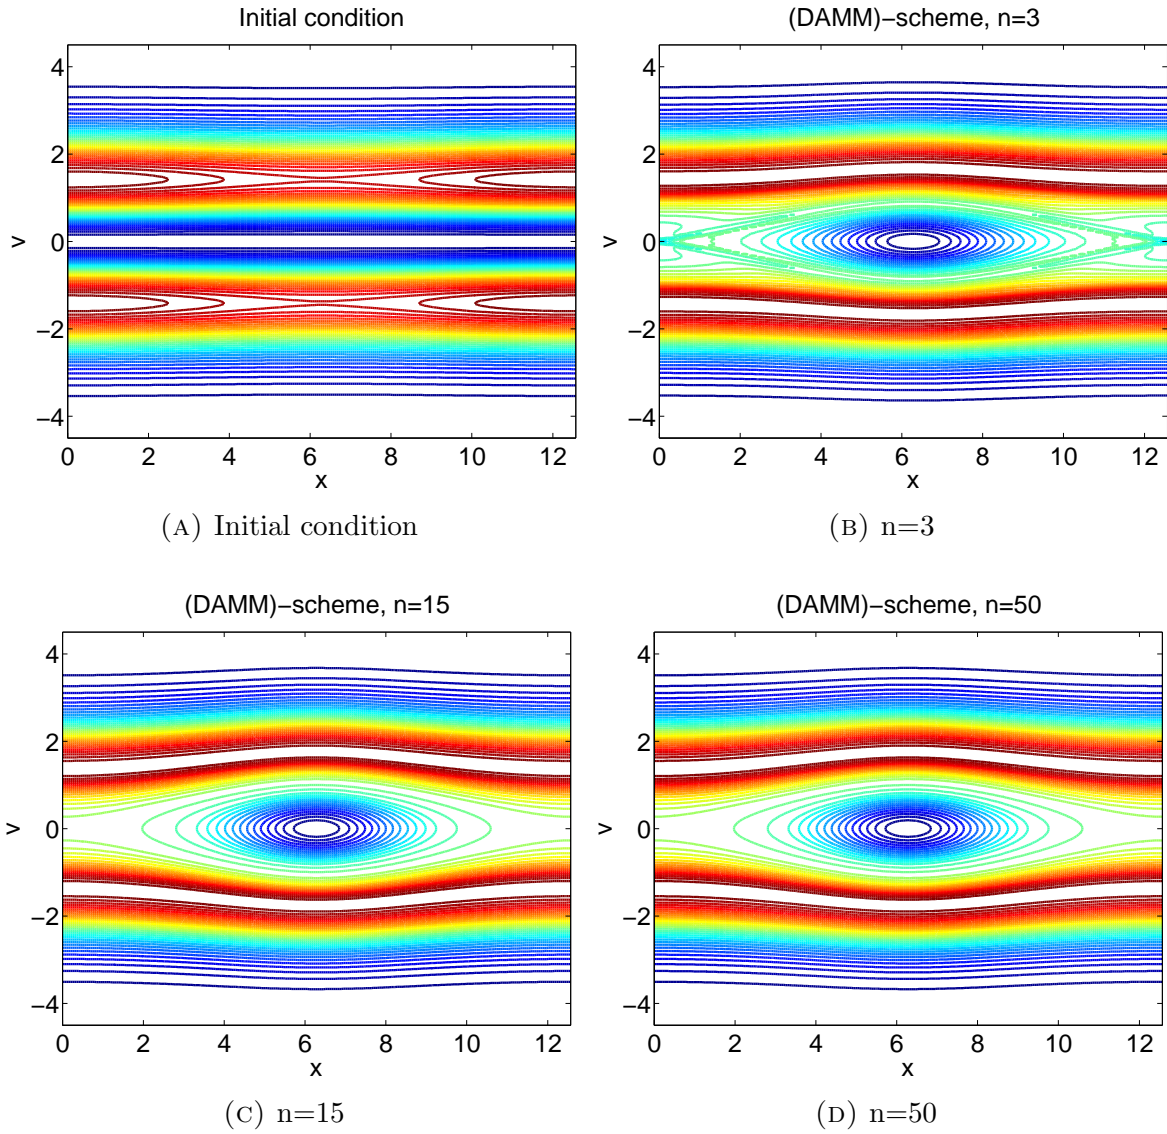 Initial condition
4
2
0
−2
−4
v
0 2 4 6 8 10 12
x
(A) Initial condition
(DAMM)−scheme, n=3
4
2
0
−2
−4
v
0 2 4 6 8 10 12
x
(B) n=3
(DAMM)−scheme, n=15
4
2
0
−2
−4
v
0 2 4 6 8 10 12
x
(C) n=15
(DAMM)−scheme, n=50
4
2
0
−2
−4
v
0 2 4 6 8 10 12
x
(D) n=50